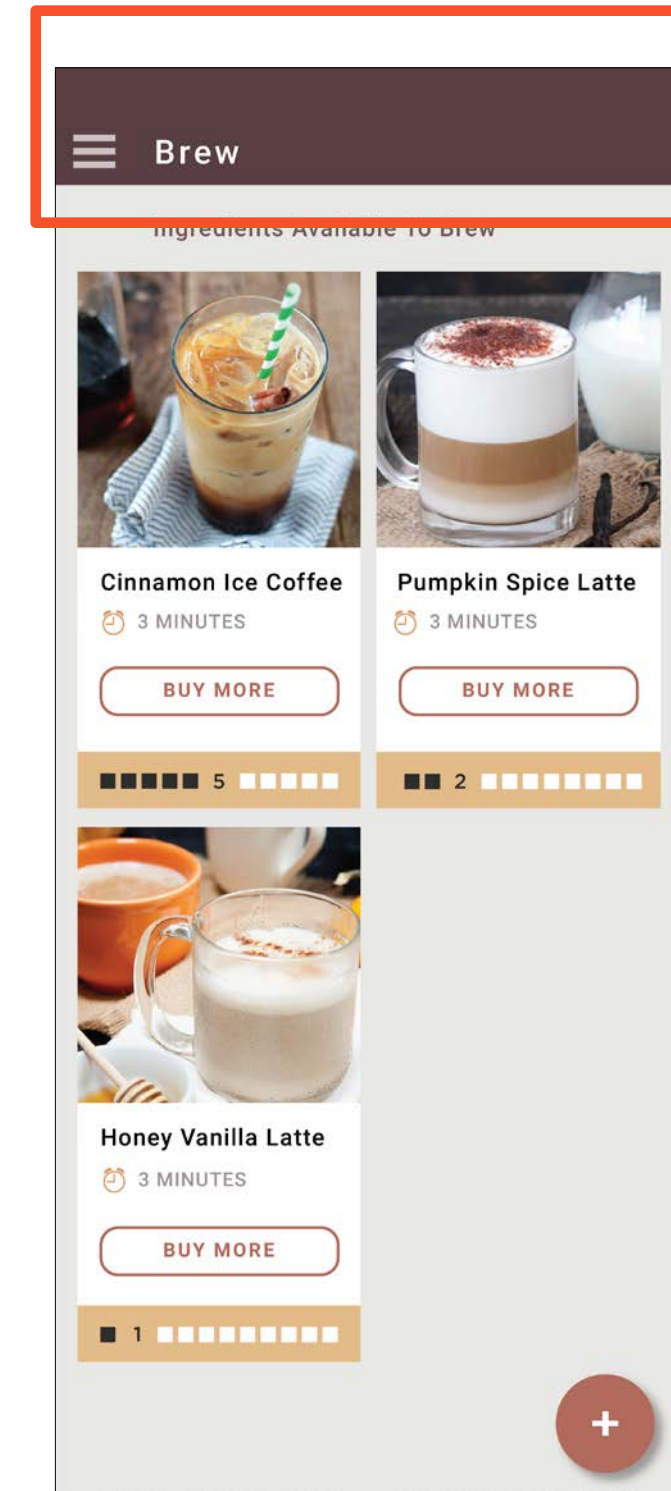 Brew
Ingredients Available To Brew
Cinnamon Ice Coffee
3 MINUTES
BUY MORE
5
Pumpkin Spice Latte
3 MINUTES
BUY MORE
2
Honey Vanilla Latte
3 MINUTES
BUY MORE
1
+